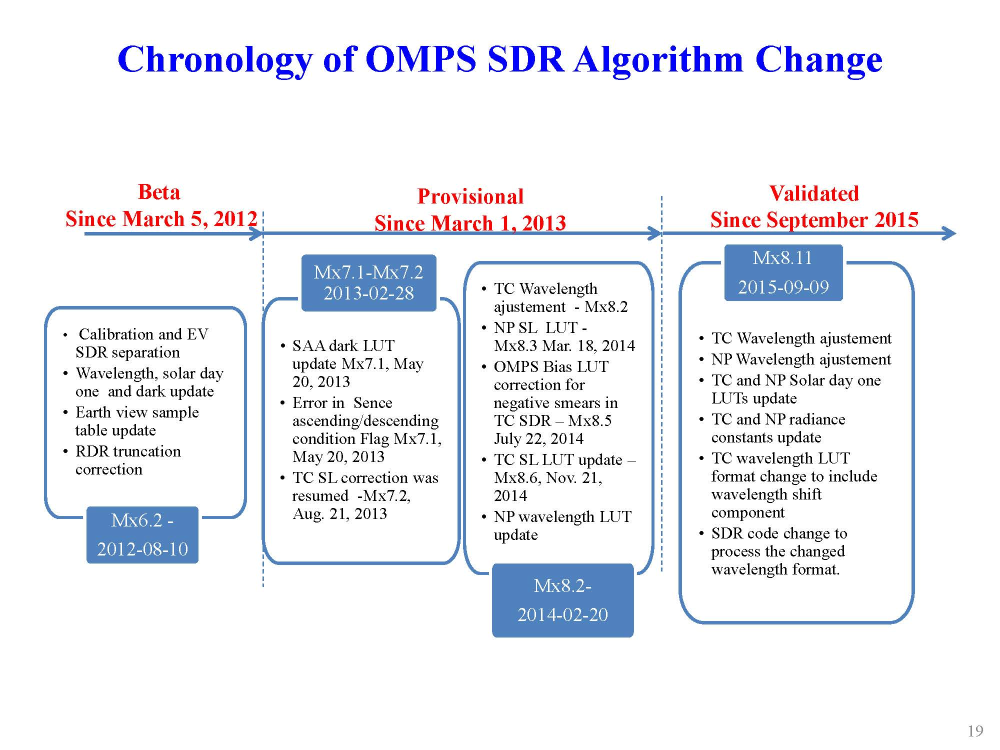 Chronology of OMPS SDR Algorithm Change
Beta
Since March 5, 2012
Provisional
Since March 1, 2013
Validated
Since September 2015
• Calibration and EV
SDR separation
• Wavelength, solar day
one and dark update
• Earth view sample
table update
• RDR truncation
correction
Mx6.2 -
2012-08-10
Mx7.1-Mx7.2
2013-02-28
• SAA dark LUT
update Mx7.1, May
20, 2013
• Error in Sence
ascending/descending
condition Flag Mx7.1,
May 20, 2013
• TC SL correction was
resumed -Mx7.2,
Aug. 21, 2013
• TC Wavelength
ajustement - Mx8.2
• NP SL LUT -
Mx8.3 Mar. 18, 2014
• OMPS Bias LUT
correction for
negative smears in
TC SDR – Mx8.5
July 22, 2014
• TC SL LUT update –
Mx8.6, Nov. 21,
2014
• NP wavelength LUT
update
Mx8.2-
2014-02-20
Mx8.11
2015-09-09
• TC Wavelength ajustement
• NP Wavelength ajustement
• TC and NP Solar day one
LUTs update
• TC and NP radiance
constants update
• TC wavelength LUT
format change to include
wavelength shift
component
• SDR code change to
process the changed
wavelength format.
19